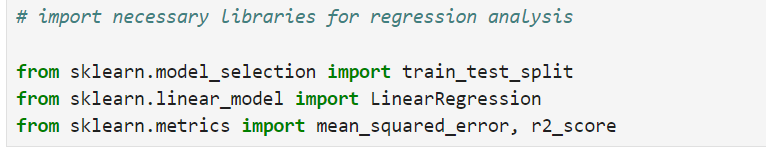 # import necessary libraries for regression analysis
from sklearn.model_selection import train_test_split
from sklearn.linear_model import LinearRegression
from sklearn.metrics import mean_squared_error, r2_score